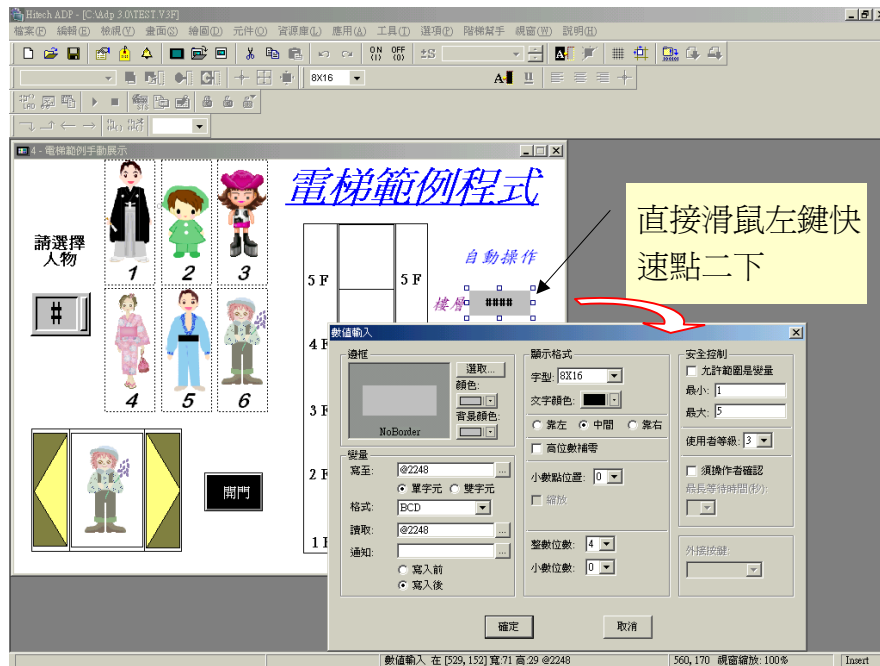 Hitech ADP - [C:\Adp 3.0\TEST.V3F]
檔案(F) 編輯(E) 檢視(V) 畫面(S) 繪圖(D) 元件(O) 資源庫(L) 應用(A) 工具(T) 選項(P) 階梯幫手 視窗(W) 說明(H)
ON (1) OFF (0) ±S
8X16 A
4 - 電梯範例手動展示
電梯範例程式
直接滑鼠左鍵快
速點二下
請選擇
人物
1 2 3
自動操作
5 F 5 F
#
樓層 ####
4 5 6
4 F
3 F
2 F
1 F
開門
數值輸入
邊框
NoBorder
選取...
顏色:
背景顏色:
變量
寫至: @2248 ...
單字元 雙字元
格式: BCD
讀取: @2248 ...
通知: ...
寫入前
寫入後
顯示格式
字型: 8X16
文字顏色:
靠左 中間 靠右
高位數補零
小數點位置: 0
縮放
整數位數: 4
小數位數: 0
安全控制
允許範圍是變量
最小: 1
最大: 5
使用者等級: 3
須操作者確認
最長等待時間(秒):
外接按鍵:
確定 取消
數值輸入 在 [529, 152] 寬:71 高:29 @2248 560, 170 視窗縮放: 100% Insert